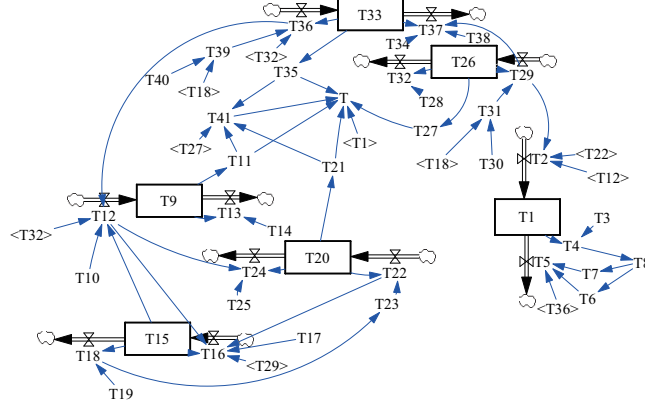 T33
T36
T37
T34
T38
T39
<T32>
T26
T40
T35
T32
T29
<T18>
T
T28
T41
T31
<T1>
T27
<T27>
T11
T21
<T18>
T30
T2
<T22>
<T12>
T9
T12
T13
T1
T3
<T32>
T14
T4
T20
T5
T8
T10
T24
T22
T7
T25
T23
T6
<T36>
T15
T17
T18
T16
<T29>
T19